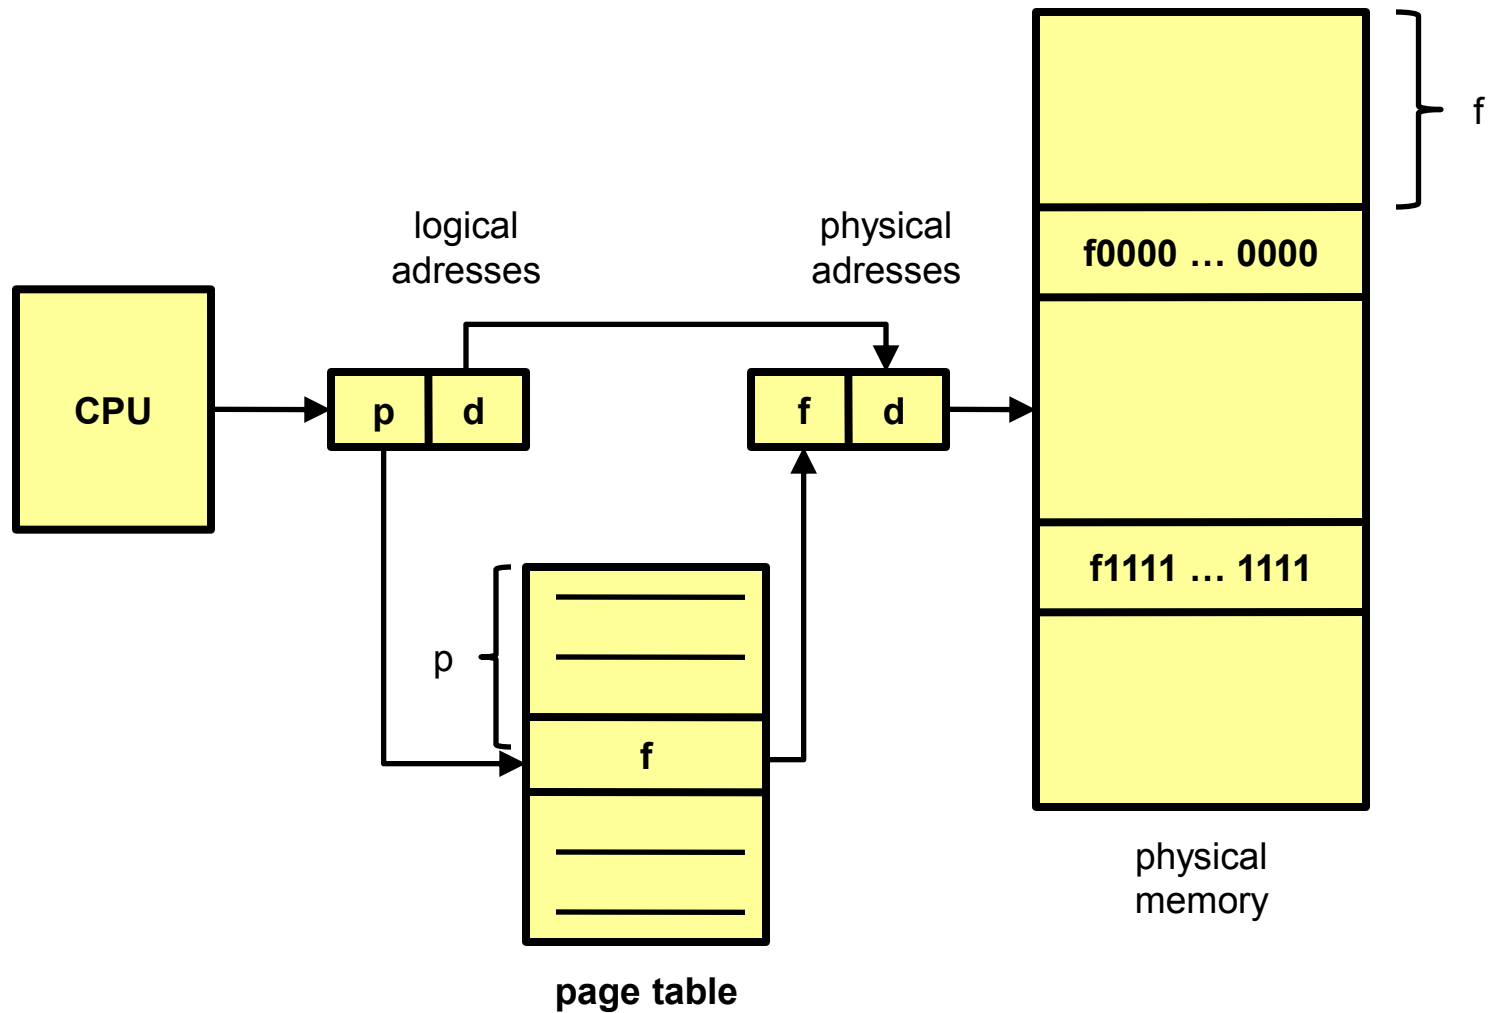 f
logical
adresses
physical
adresses
f0000 … 0000
CPU
p
d
f
d
f1111 … 1111
p
f
physical
memory
page table